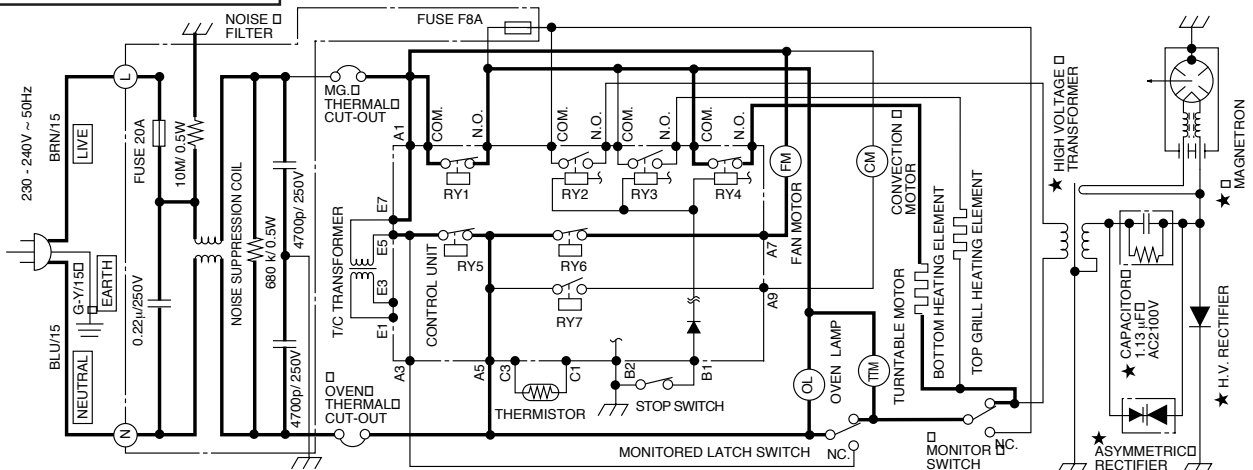 NOISE □
FILTER
FUSE F8A
230 - 240V ~ 50Hz
BRN/15
LIVE
L
FUSE 20A
10M/ 0.5W
NOISE SUPPRESSION COIL
680 k/ 0.5W
4700p/ 250V
4700p/ 250V
0.22µ/250V
G-Y/15□
EARTH
BLU/15
NEUTRAL
N
MG.□
THERMAL□
CUT-OUT
□
OVEN□
THERMAL□
CUT-OUT
T/C TRANSFORMER
CONTROL UNIT
A1
E7
E5
E3
E1
A3
A5
C3
C1
B2
B1
A7
A9
COM.
N.O.
COM.
N.O.
COM.
N.O.
COM.
N.O.
RY1
RY2
RY3
RY4
RY5
RY6
RY7
THERMISTOR
STOP SWITCH
FM
FAN MOTOR
CM
CONVECTION □
MOTOR
OL
OVEN LAMP
TTM
TURNTABLE MOTOR
BOTTOM HEATING ELEMENT
TOP GRILL HEATING ELEMENT
MONITORED LATCH SWITCH
NC.
□
MONITOR □
SWITCH
NC.
★ HIGH VOLTAGE □
TRANSFORMER
★ □
MAGNETRON
★ CAPACITOR□
1.13 µF□
AC2100V
★ H.V. RECTIFIER
★
ASYMMETRIC□
RECTIFIER